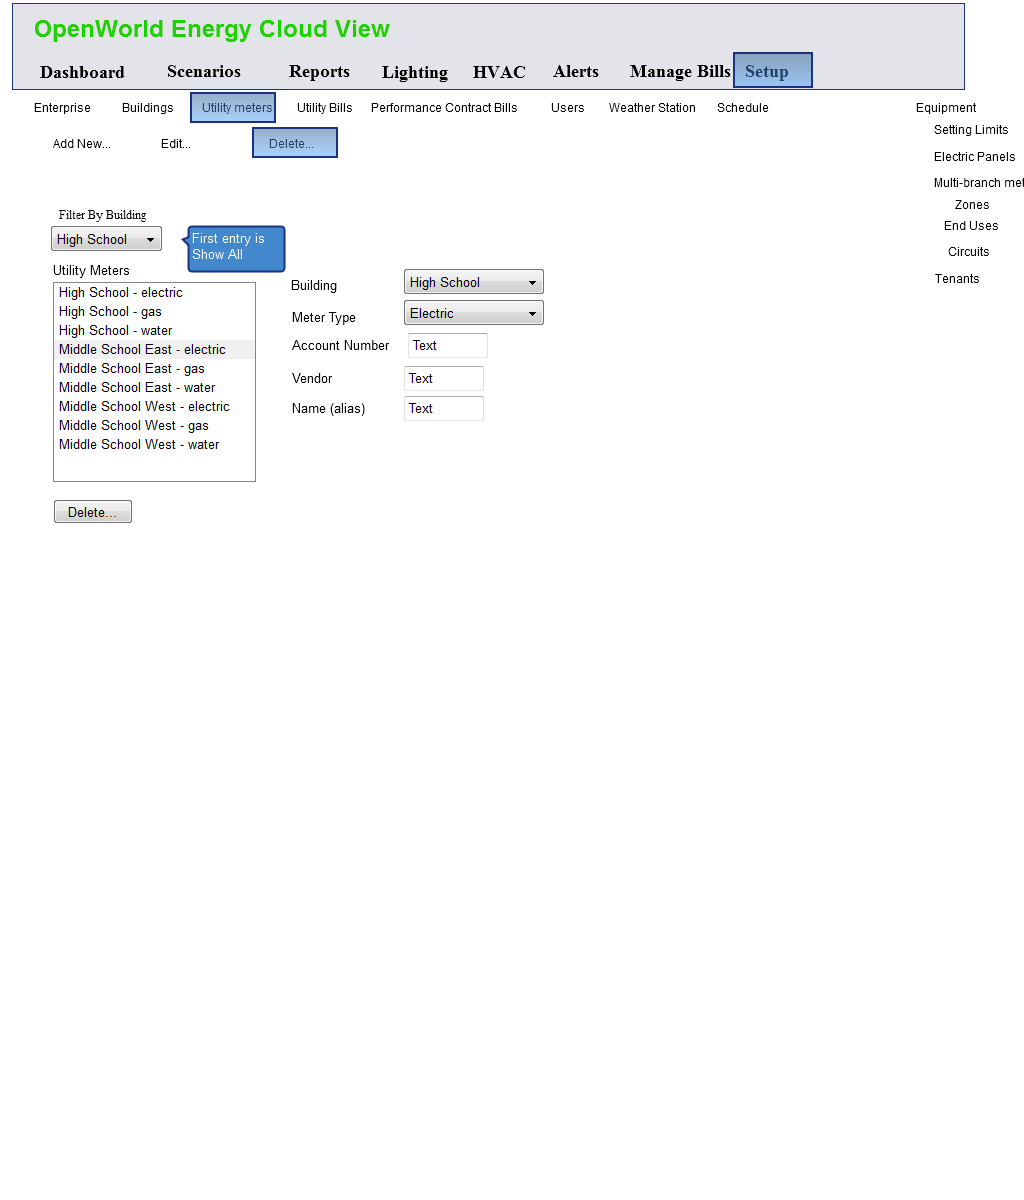 OpenWorld Energy Cloud View
Dashboard Scenarios Reports Lighting HVAC Alerts Manage Bills Setup
Enterprise Buildings Utility meters Utility Bills Performance Contract Bills Users Weather Station Schedule Equipment
Setting Limits
Add New... Edit... Delete...
Electric Panels
Multi-branch met
Zones
End Uses
Circuits
Tenants
Filter By Building
High School
First entry is
Show All
Utility Meters
High School - electric
High School - gas
High School - water
Middle School East - electric
Middle School East - gas
Middle School East - water
Middle School West - electric
Middle School West - gas
Middle School West - water
Building High School
Meter Type Electric
Account Number Text
Vendor Text
Name (alias) Text
Delete...